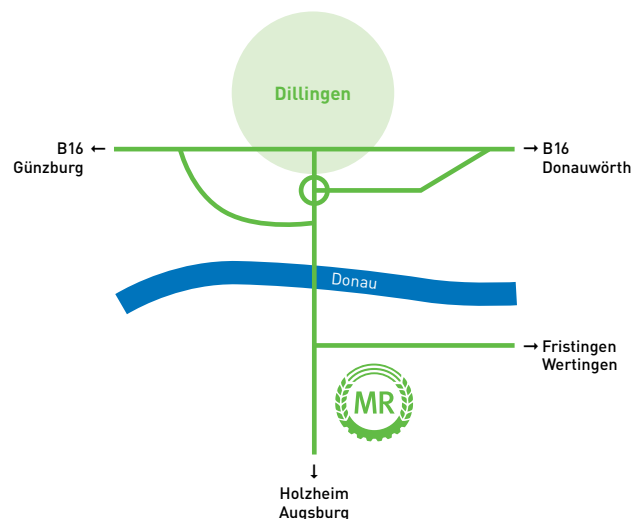 Dillingen
B16 ←
Günzburg
→ B16
Donauwörth
Donau
→ Fristingen
Wertingen
MR
↓
Holzheim
Augsburg